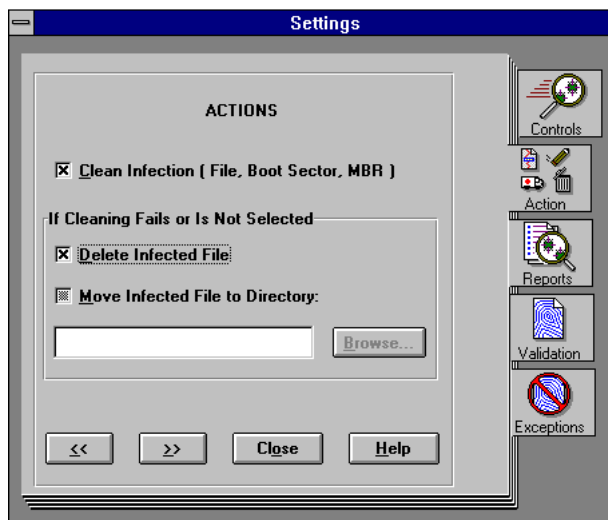 Settings
ACTIONS
Clean Infection ( File, Boot Sector, MBR )
If Cleaning Fails or Is Not Selected
Delete Infected File
Move Infected File to Directory:
Browse...
<< >> Close Help
Controls
Action
Reports
Validation
Exceptions